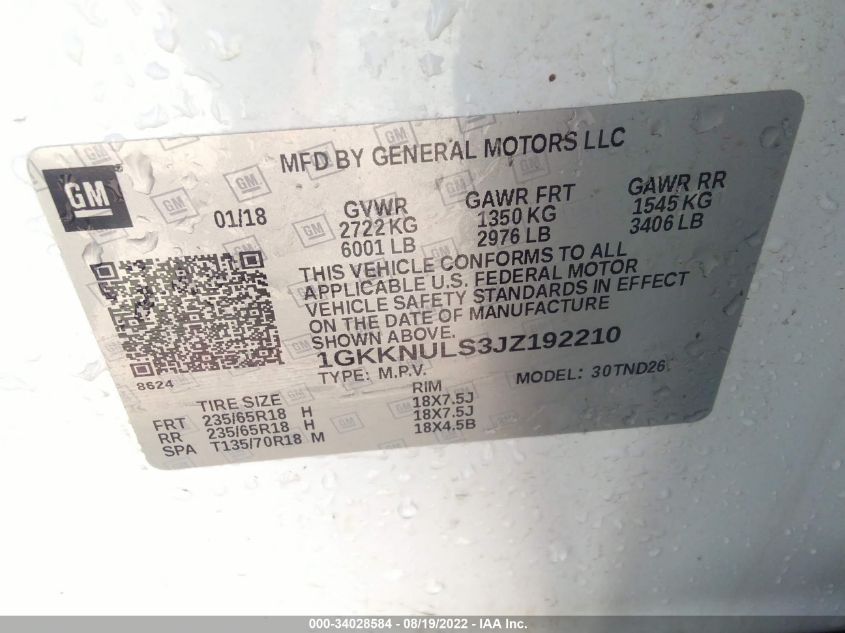 MFD BY GENERAL MOTORS LLC
GM
01/18
GVWR
2722 KG
6001 LB
GAWR FRT
1350 KG
2976 LB
GAWR RR
1545 KG
3406 LB
THIS VEHICLE CONFORMS TO ALL
APPLICABLE U.S. FEDERAL MOTOR
VEHICLE SAFETY STANDARDS IN EFFECT
ON THE DATE OF MANUFACTURE
SHOWN ABOVE.
1GKKNULS3JZ192210
TYPE: M.P.V.
MODEL: 30TND26
8624
TIRE SIZE RIM
FRT 235/65R18 H 18X7.5J
RR 235/65R18 H 18X7.5J
SPA T135/70R18 M 18X4.5B
000-34028584 - 08/19/2022 - IAA Inc.